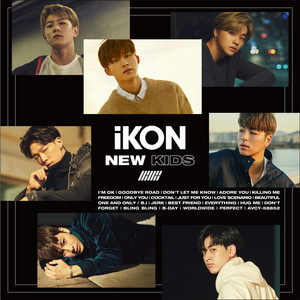 iKON
NEW KIDS
I'M OK | GOODBYE ROAD | DON'T LET ME KNOW | ADORE YOU | KILLING ME
FREEDOM | ONLY YOU | COCKTAIL | JUST FOR YOU | LOVE SCENARIO | BEAUTIFUL
ONE AND ONLY - B.I | JERK | BEST FRIEND | EVERYTHING | HUG ME | DON'T
FORGET | BLING BLING | B-DAY | WORLDWIDE | PERFECT | AVCY-58652